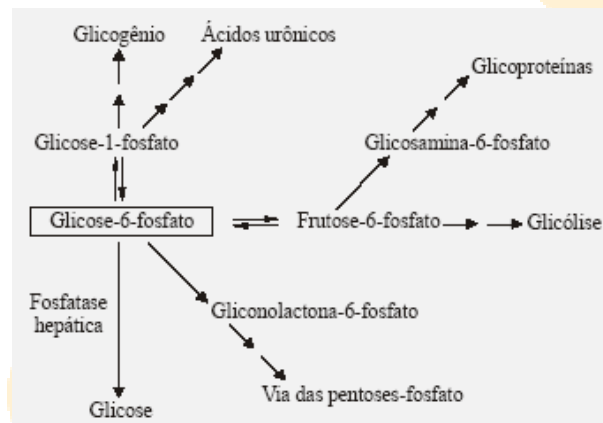 Glicogênio
Ácidos urônicos
Glicoproteínas
Glicose-1-fosfato
Glicosamina-6-fosfato
Glicose-6-fosfato
Frutose-6-fosfato
Glicólise
Fosfatase
hepática
Gliconolactona-6-fosfato
Via das pentoses-fosfato
Glicose